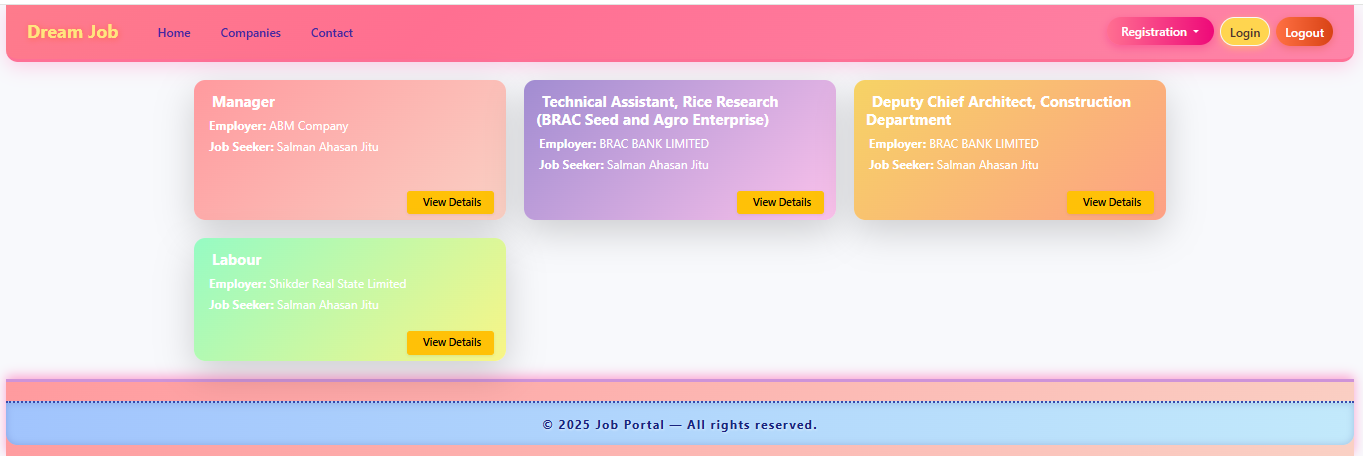 Dream Job Home Companies Contact Registration Login Logout
Manager
Employer: ABM Company
Job Seeker: Salman Ahasan Jitu
View Details
Technical Assistant, Rice Research
(BRAC Seed and Agro Enterprise)
Employer: BRAC BANK LIMITED
Job Seeker: Salman Ahasan Jitu
View Details
Deputy Chief Architect, Construction
Department
Employer: BRAC BANK LIMITED
Job Seeker: Salman Ahasan Jitu
View Details
Labour
Employer: Shikder Real State Limited
Job Seeker: Salman Ahasan Jitu
View Details
© 2025 Job Portal — All rights reserved.